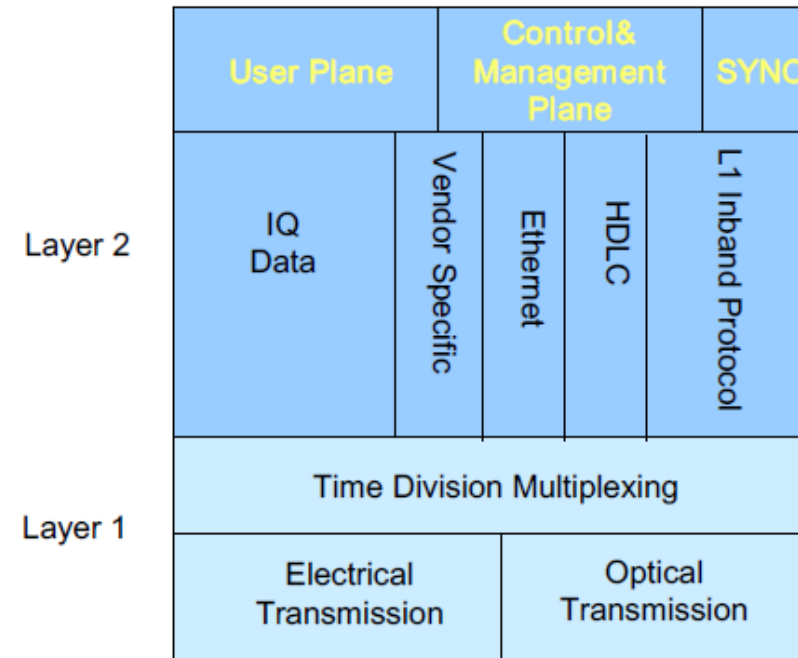 User Plane
Control&
Management
Plane
SYNC
Layer 2
IQ
Data
Vendor Specific
Ethernet
HDLC
L1 Inband Protocol
Layer 1
Time Division Multiplexing
Electrical
Transmission
Optical
Transmission